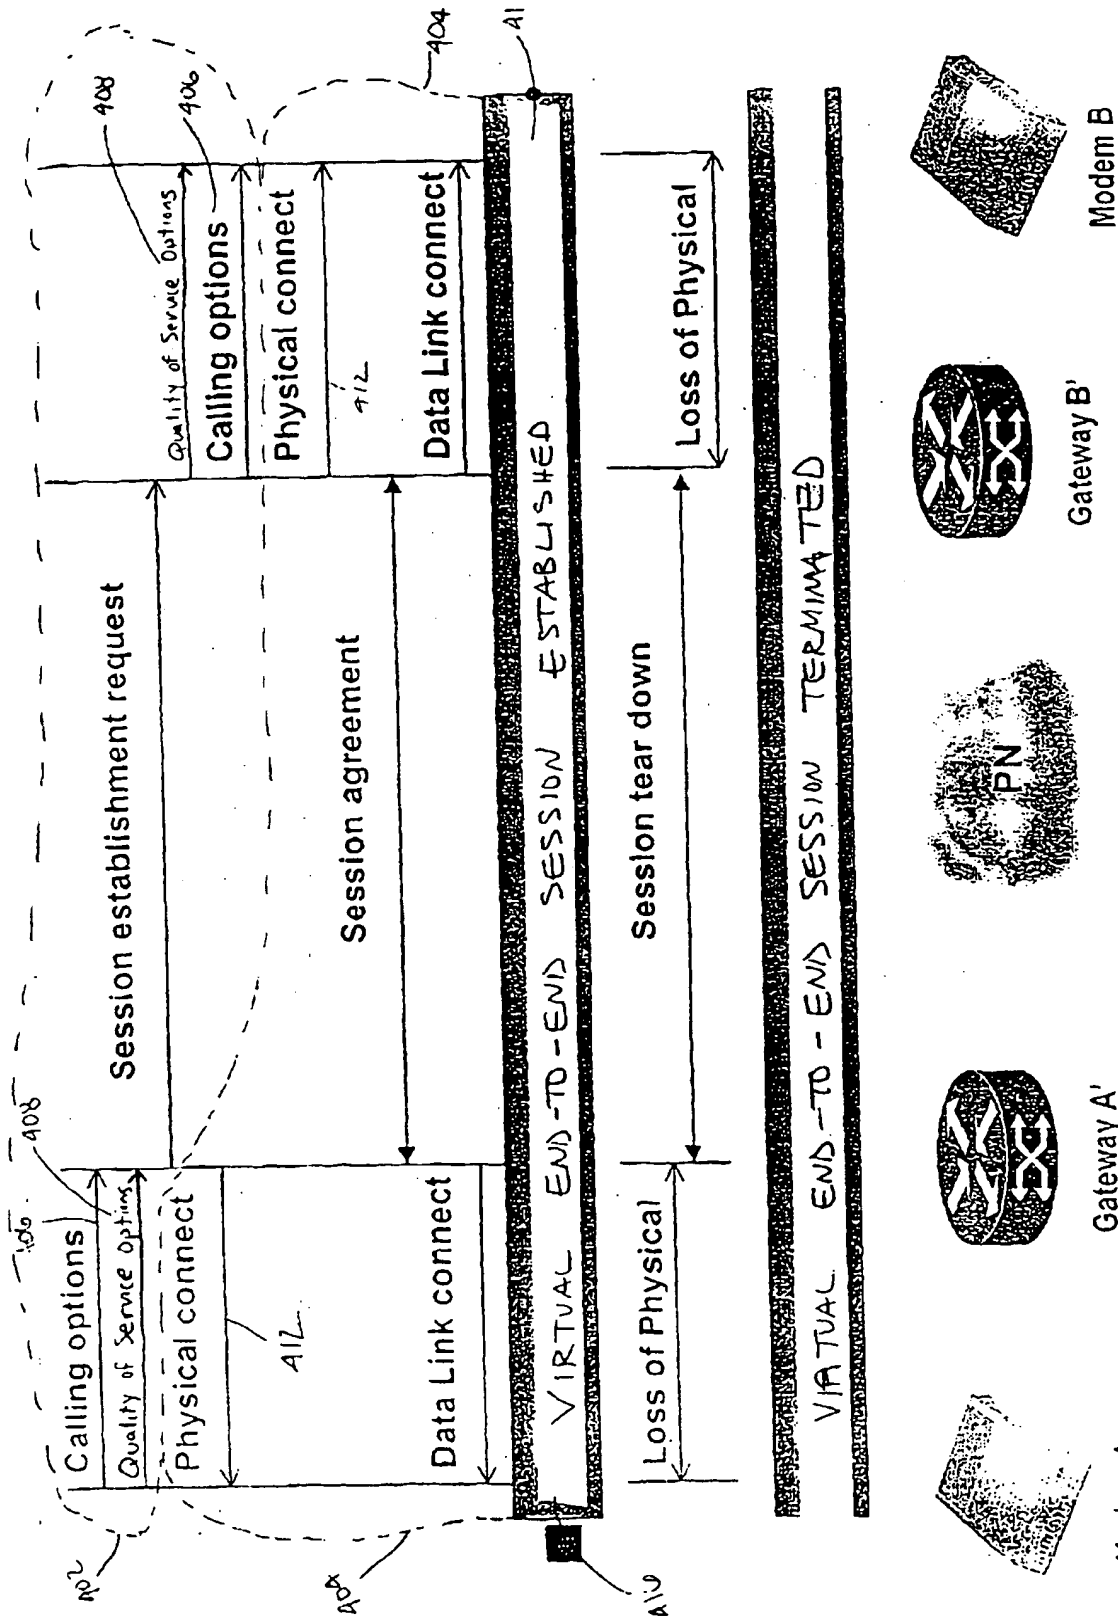 402
406
Calling options
408
Quality of Service Options
Physical connect
412
404
Data Link connect
Session establishment request
Session agreement
408
Quality of Service Options
406
Calling options
Physical connect
412
Data Link connect
404
41
VIRTUAL END-TO-END SESSION ESTABLISHED
416
Loss of Physical
Session tear down
Loss of Physical
VIRTUAL END-TO-END SESSION TERMINATED
Gateway A'
PN
Gateway B'
Modem B